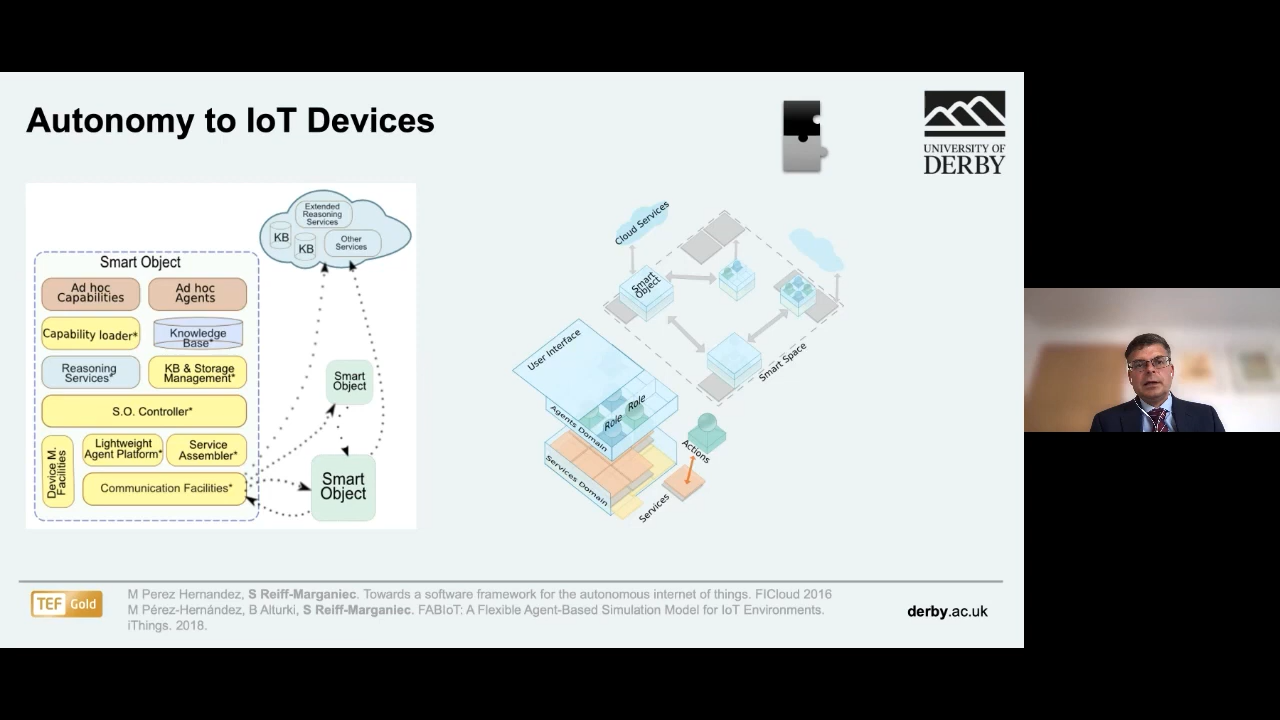 Autonomy to IoT Devices
UNIVERSITY OF
DERBY
Extended
Reasoning
Services
KB
KB
Other
Services
Smart Object
Ad hoc
Capabilities
Ad hoc
Agents
Capability loader*
Knowledge
Base*
Reasoning
Services*
KB & Storage
Management*
S.O. Controller*
Device M.
Facilities
Lightweight
Agent Platform*
Service
Assembler*
Communication Facilities*
Smart
Object
Smart
Object
Cloud Services
Smart
Object
Smart Space
User Interface
Agents Domain
Role
Role
Services Domain
Actions
Services
TEF Gold
M Perez Hernandez, S Reiff-Marganiec. Towards a software framework for the autonomous internet of things. FICloud 2016
M Pérez-Hernández, B Alturki, S Reiff-Marganiec. FABIoT: A Flexible Agent-Based Simulation Model for IoT Environments.
iThings. 2018.
derby.ac.uk